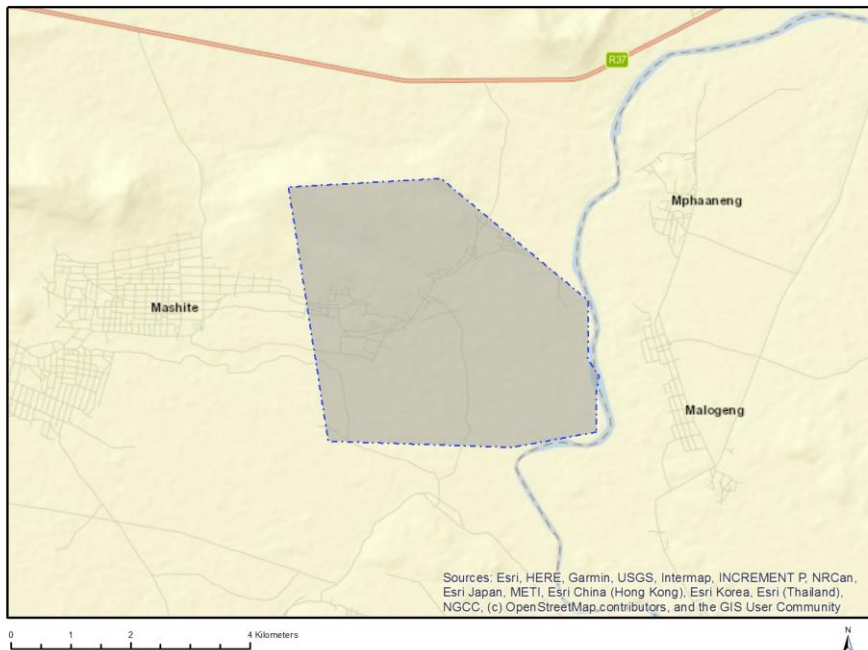 R37
Mphaaneng
Mashite
Malogeng
Sources: Esri, HERE, Garmin, USGS, Intermap, INCREMENT P, NRCan,
Esri Japan, METI, Esri China (Hong Kong), Esri Korea, Esri (Thailand),
NGCC, (c) OpenStreetMap contributors, and the GIS User Community
0 1 2 4 Kilometers
N